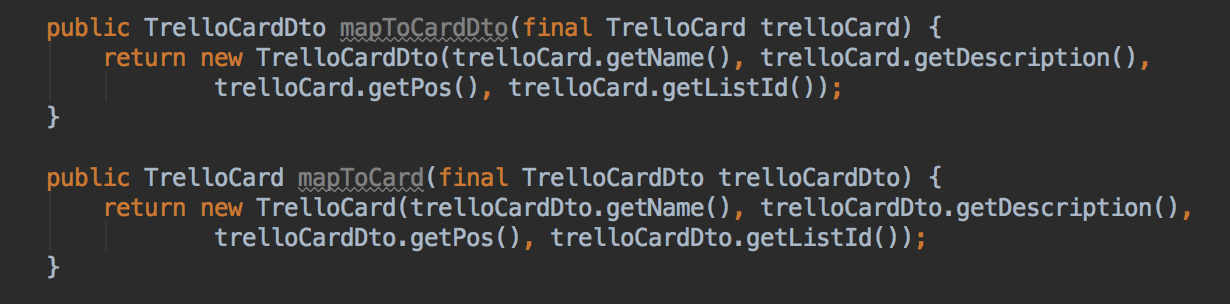 public TrelloCardDto mapToCardDto(final TrelloCard trelloCard) {
return new TrelloCardDto(trelloCard.getName(), trelloCard.getDescription(),
trelloCard.getPos(), trelloCard.getListId());
}
public TrelloCard mapToCard(final TrelloCardDto trelloCardDto) {
return new TrelloCard(trelloCardDto.getName(), trelloCardDto.getDescription(),
trelloCardDto.getPos(), trelloCardDto.getListId());
}